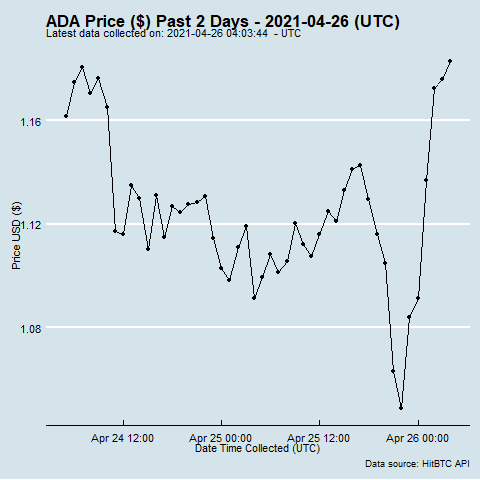 ADA Price ($) Past 2 Days - 2021-04-26 (UTC)
Latest data collected on: 2021-04-26 04:03:44 - UTC
1.16
1.12
1.08
Price USD ($)
Apr 24 12:00 Apr 25 00:00 Apr 25 12:00 Apr 26 00:00
Date Time Collected (UTC)
Data source: HitBTC API